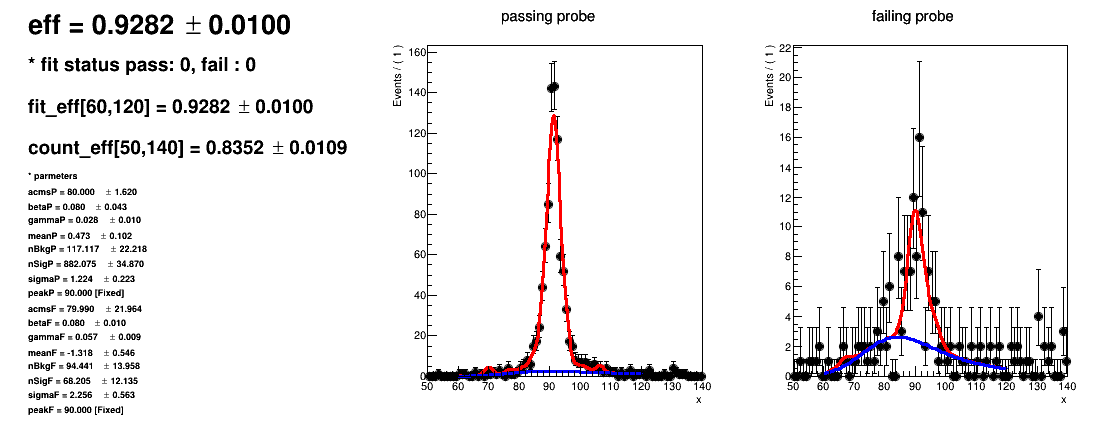 eff = 0.9282 ± 0.0100
* fit status pass: 0, fail : 0
fit_eff[60,120] = 0.9282 ± 0.0100
count_eff[50,140] = 0.8352 ± 0.0109
* parmeters
acmsP = 80.000 ± 1.620
betaP = 0.080 ± 0.043
gammaP = 0.028 ± 0.010
meanP = 0.473 ± 0.102
nBkgP = 117.117 ± 22.218
nSigP = 882.075 ± 34.870
sigmaP = 1.224 ± 0.223
peakP = 90.000 [Fixed]
acmsF = 79.990 ± 21.964
betaF = 0.080 ± 0.010
gammaF = 0.057 ± 0.009
meanF = -1.318 ± 0.546
nBkgF = 94.441 ± 13.958
nSigF = 68.205 ± 12.135
sigmaF = 2.256 ± 0.563
peakF = 90.000 [Fixed]
passing probe
Events / ( 1 )
160
140
120
100
80
60
40
20
0
50 60 70 80 90 100 110 120 130 140
x
failing probe
Events / ( 1 )
22
20
18
16
14
12
10
8
6
4
2
0
50 60 70 80 90 100 110 120 130 140
x